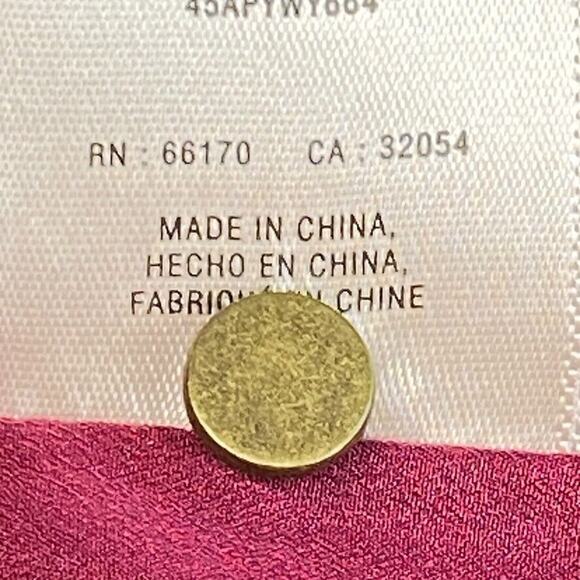 RN : 66170 CA : 32054
MADE IN CHINA,
HECHO EN CHINA,
CHINE